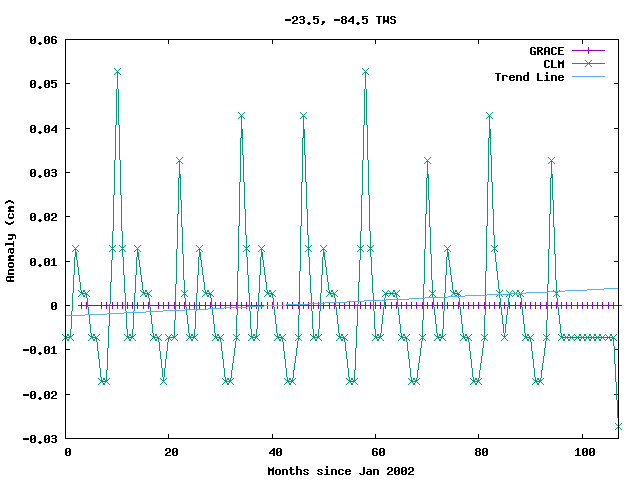 -23.5, -84.5 TWS
GRACE
CLM
Trend Line
0.06
0.05
0.04
0.03
0.02
0.01
0
-0.01
-0.02
-0.03
Anomaly (cm)
0 20 40 60 80 100
Months since Jan 2002